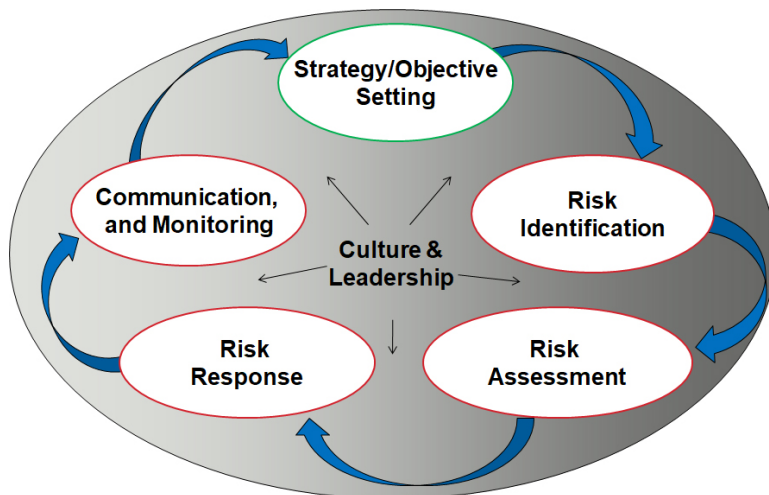 Strategy/Objective
Setting
Risk
Identification
Risk
Assessment
Risk
Response
Communication,
and Monitoring
Culture &
Leadership